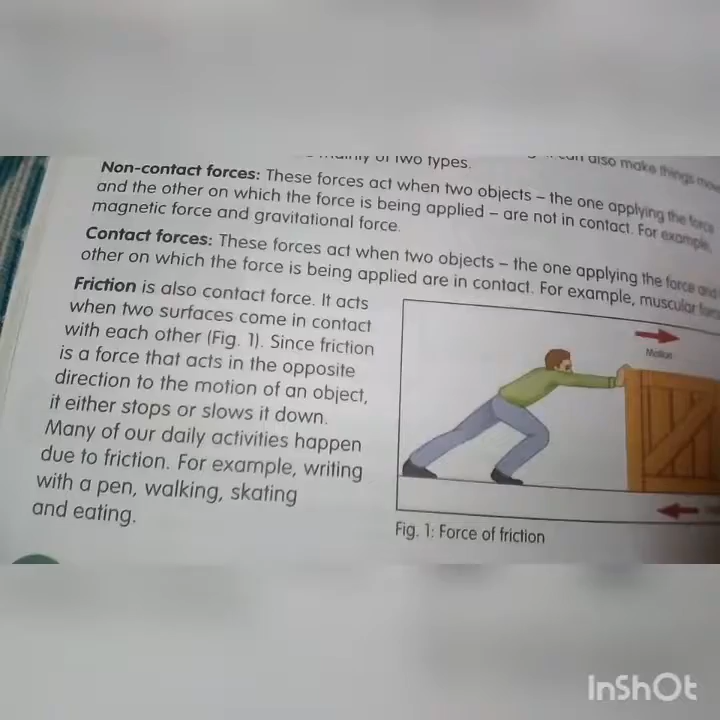 mainly of two types.
can also make things move
Non-contact forces: These forces act when two objects – the one applying the force
and the other on which the force is being applied – are not in contact. For example,
magnetic force and gravitational force.
Contact forces: These forces act when two objects – the one applying the force and
other on which the force is being applied are in contact. For example, muscular force
Friction is also contact force. It acts
when two surfaces come in contact
with each other (Fig. 1). Since friction
is a force that acts in the opposite
direction to the motion of an object,
it either stops or slows it down.
Many of our daily activities happen
due to friction. For example, writing
with a pen, walking, skating
and eating.
Motion
Fig. 1: Force of friction
InShOt